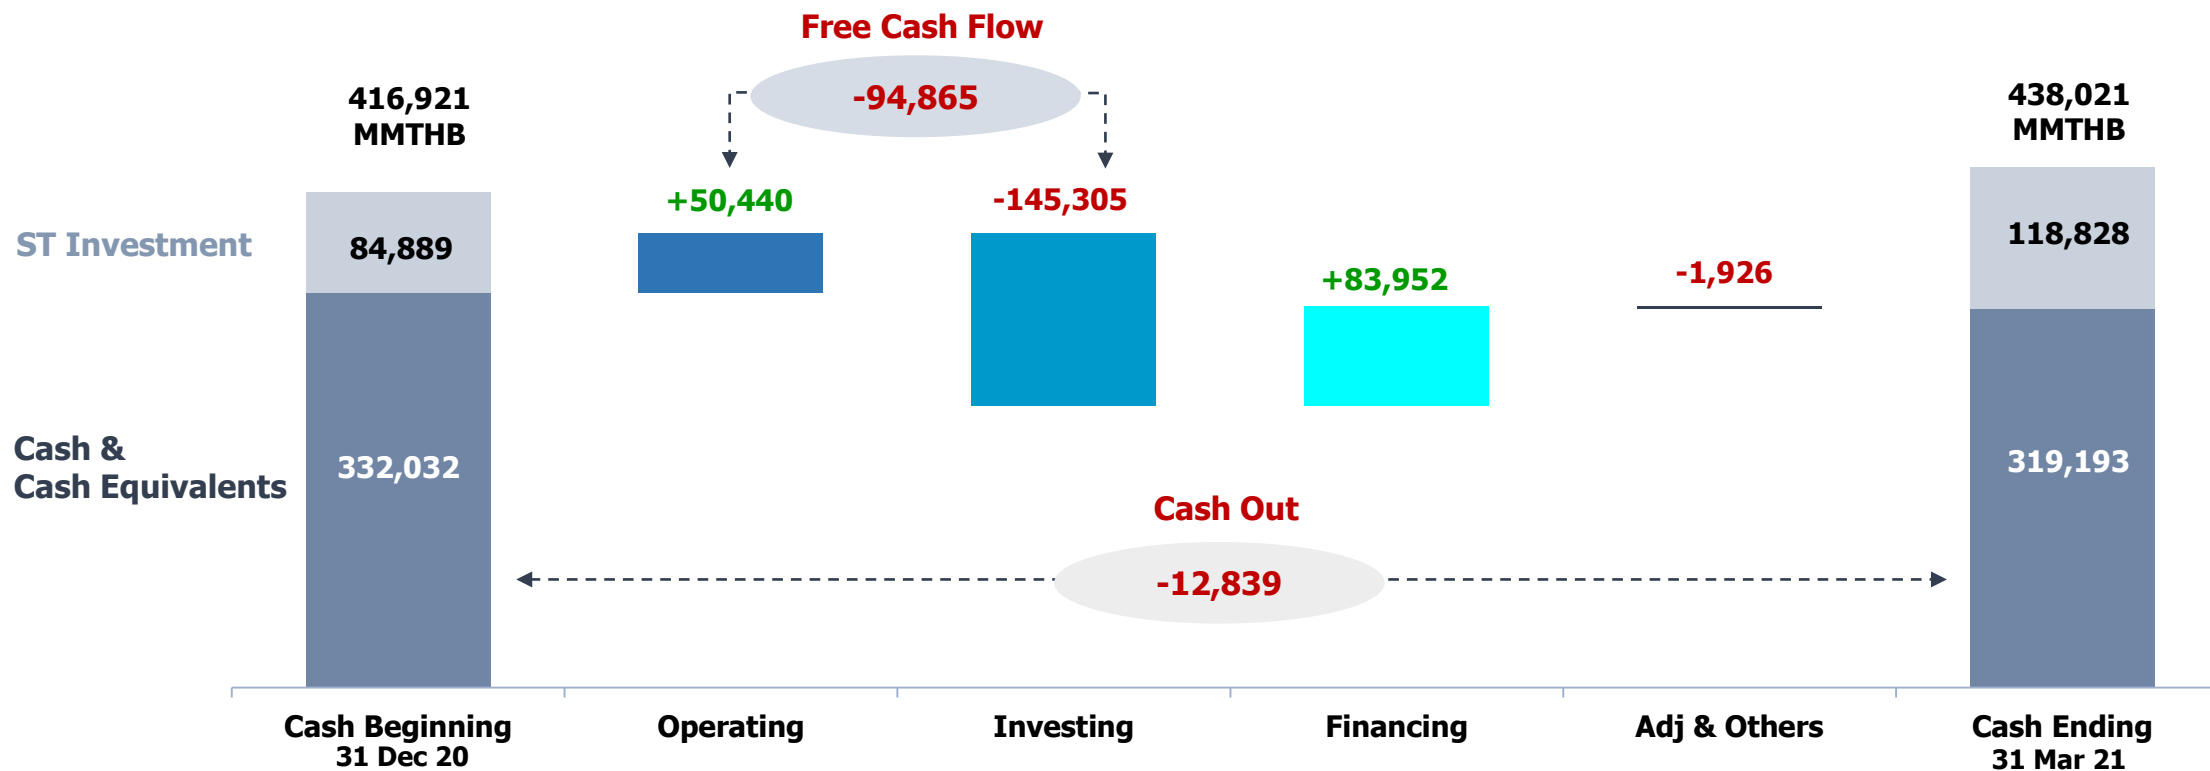 Free Cash Flow
-94,865
416,921
MMTHB
438,021
MMTHB
+50,440
-145,305
ST Investment
84,889
118,828
+83,952
-1,926
Cash &
Cash Equivalents
332,032
319,193
Cash Out
-12,839
Cash Beginning
31 Dec 20
Operating
Investing
Financing
Adj & Others
Cash Ending
31 Mar 21